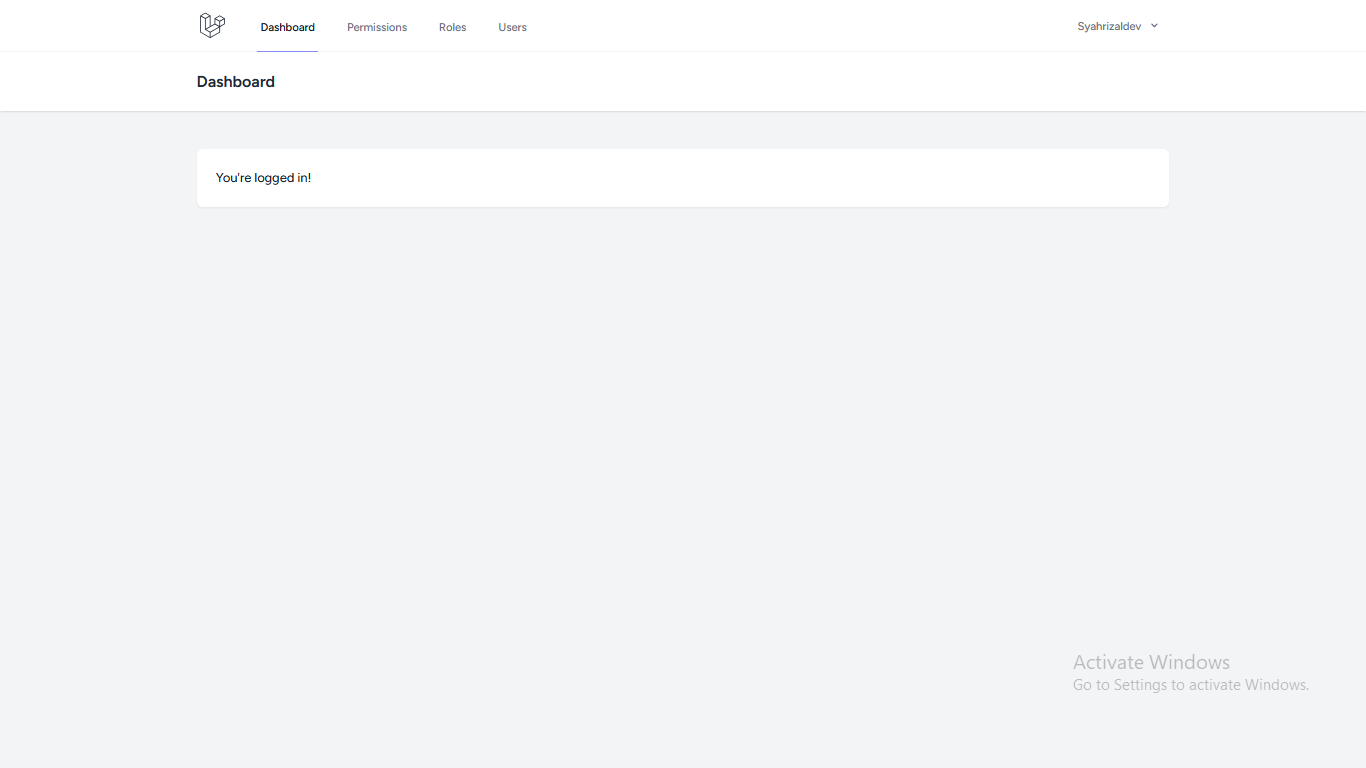 Dashboard Permissions Roles Users Syahrizaldev
Dashboard
You're logged in!
Activate Windows
Go to Settings to activate Windows.